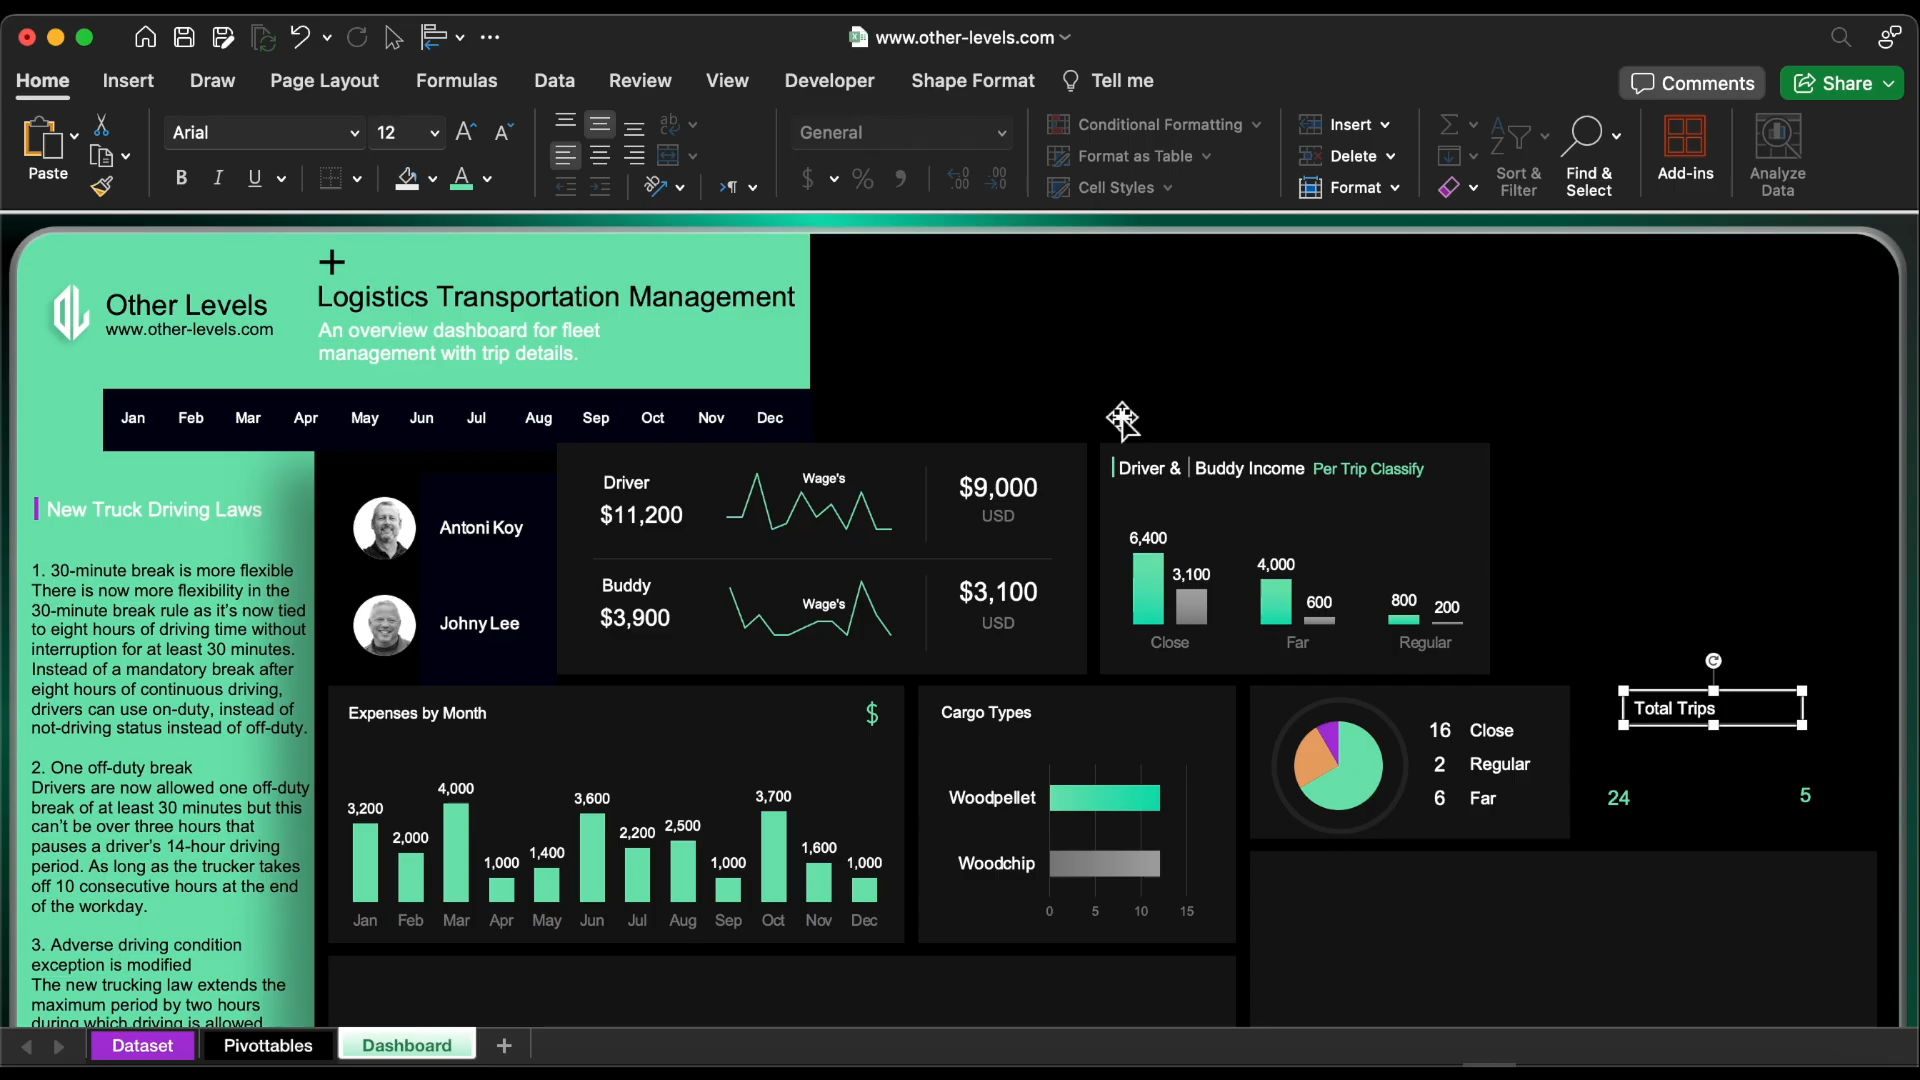 www.other-levels.com
Home Insert Draw Page Layout Formulas Data Review View Developer Shape Format Tell me
Comments Share
Paste
Arial 12
B I U
General
Conditional Formatting
Format as Table
Cell Styles
Insert
Delete
Format
Sort &
Filter
Find &
Select
Add-ins
Analyze
Data
Other Levels
www.other-levels.com
Logistics Transportation Management
An overview dashboard for fleet
management with trip details.
Jan Feb Mar Apr May Jun Jul Aug Sep Oct Nov Dec
New Truck Driving Laws
1. 30-minute break is more flexible
There is now more flexibility in the
30-minute break rule as it's now tied
to eight hours of driving time without
interruption for at least 30 minutes.
Instead of a mandatory break after
eight hours of continuous driving,
drivers can use on-duty, instead of
not-driving status instead of off-duty.
2. One off-duty break
Drivers are now allowed one off-duty
break of at least 30 minutes but this
can't be over three hours that
pauses a driver's 14-hour driving
period. As long as the trucker takes
off 10 consecutive hours at the end
of the workday.
3. Adverse driving condition
exception is modified
The new trucking law extends the
maximum period by two hours
during which driving is allowed
Antoni Koy
Johny Lee
Driver
$11,200
Wage's
$9,000
USD
Buddy
$3,900
Wage's
$3,100
USD
Driver & Buddy Income Per Trip Classify
6,400 3,100 4,000 600 800 200
Close Far Regular
Expenses by Month $
3,200 2,000 4,000 1,000 1,400 3,600 2,200 2,500 1,000 3,700 1,600 1,000
Jan Feb Mar Apr May Jun Jul Aug Sep Oct Nov Dec
Cargo Types
Woodpellet
Woodchip
0 5 10 15
16 Close
2 Regular
6 Far
Total Trips
24 5
Dataset Pivottables Dashboard